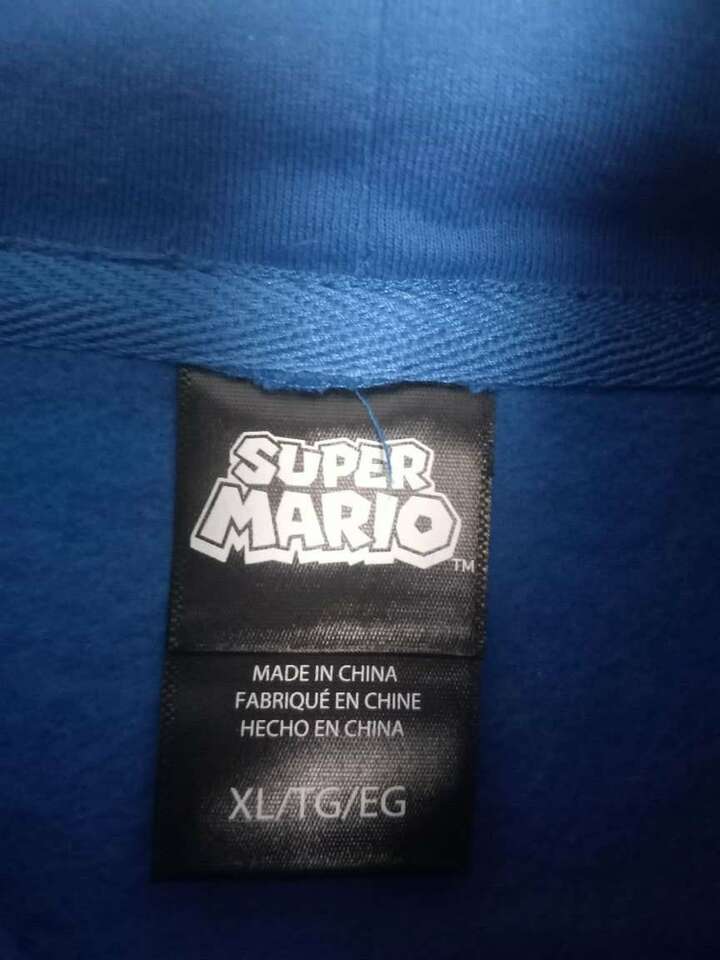 SUPER
MARIO
TM
MADE IN CHINA
FABRIQUÉ EN CHINE
HECHO EN CHINA
XL/TG/EG